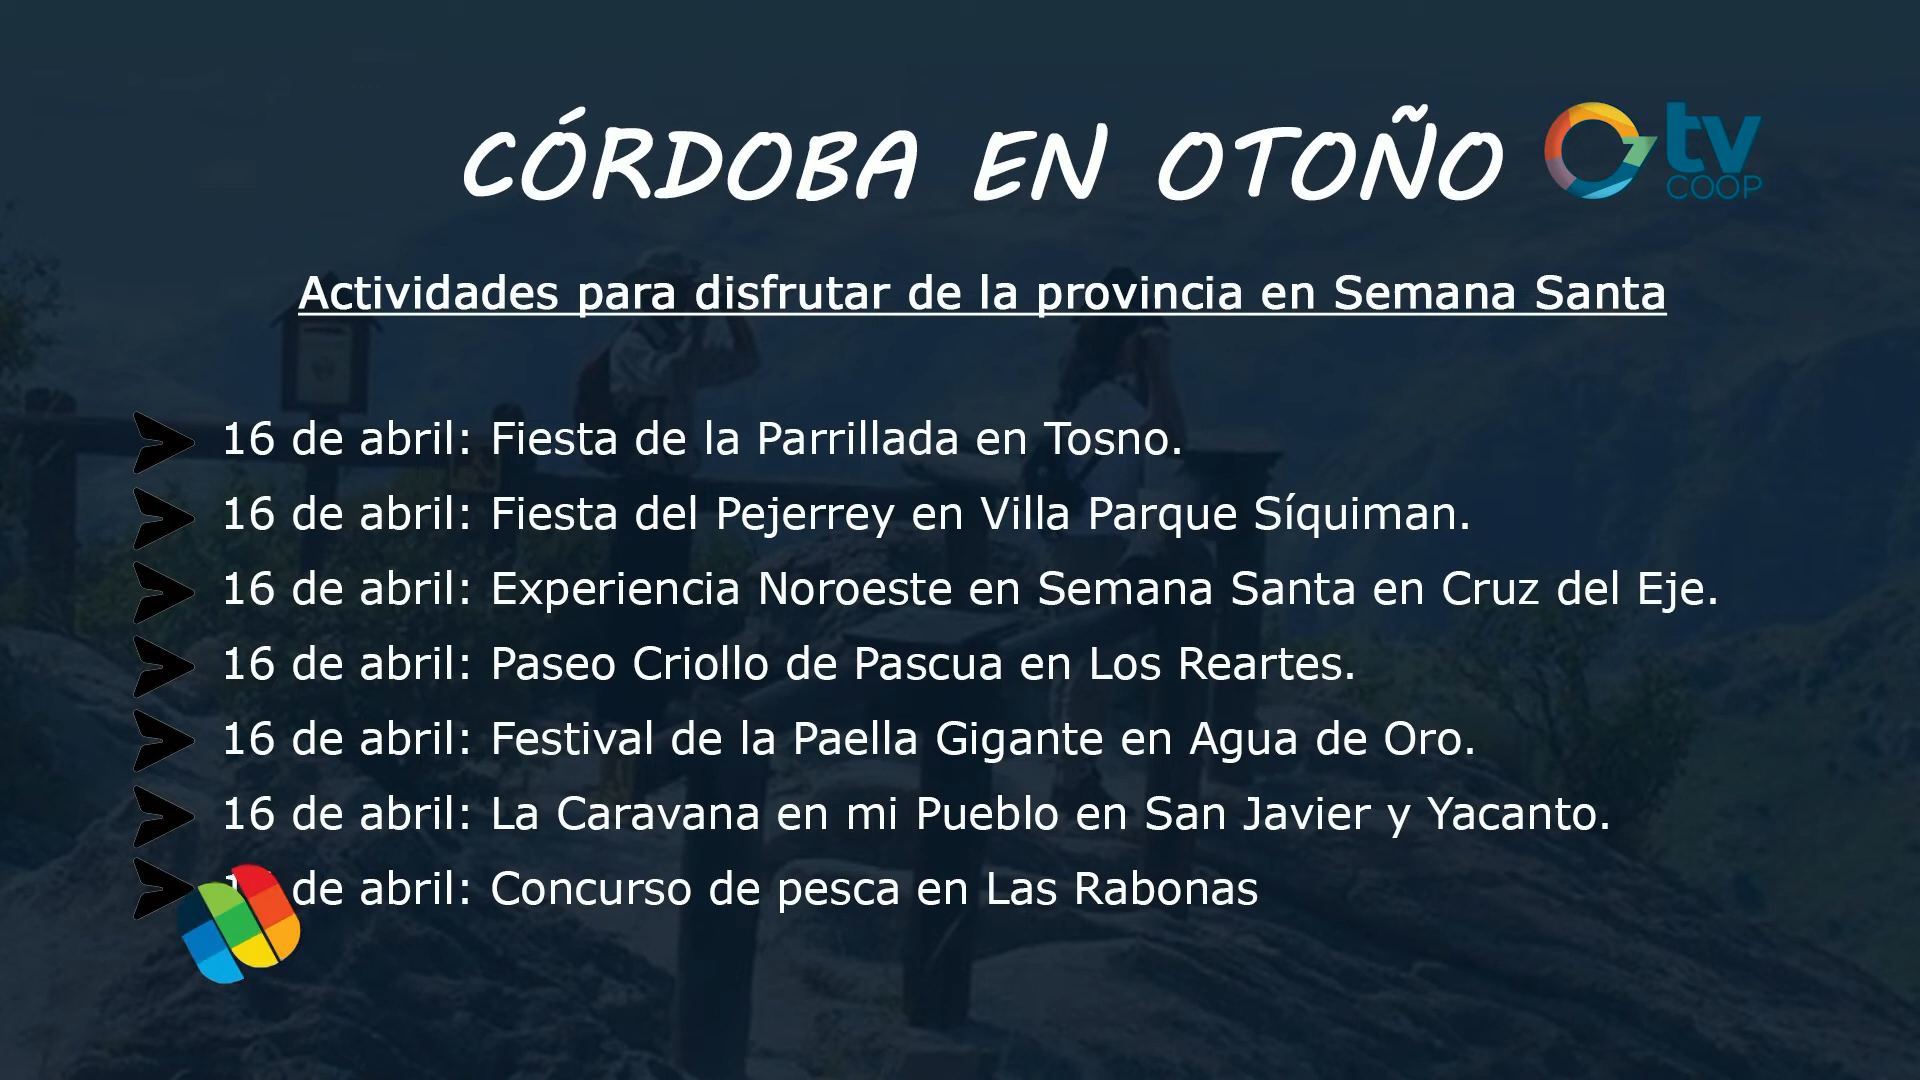 CÓRDOBA EN OTOÑO
tv
COOP
Actividades para disfrutar de la provincia en Semana Santa
16 de abril: Fiesta de la Parrillada en Tosno.
16 de abril: Fiesta del Pejerrey en Villa Parque Síquiman.
16 de abril: Experiencia Noroeste en Semana Santa en Cruz del Eje.
16 de abril: Paseo Criollo de Pascua en Los Reartes.
16 de abril: Festival de la Paella Gigante en Agua de Oro.
16 de abril: La Caravana en mi Pueblo en San Javier y Yacanto.
de abril: Concurso de pesca en Las Rabonas